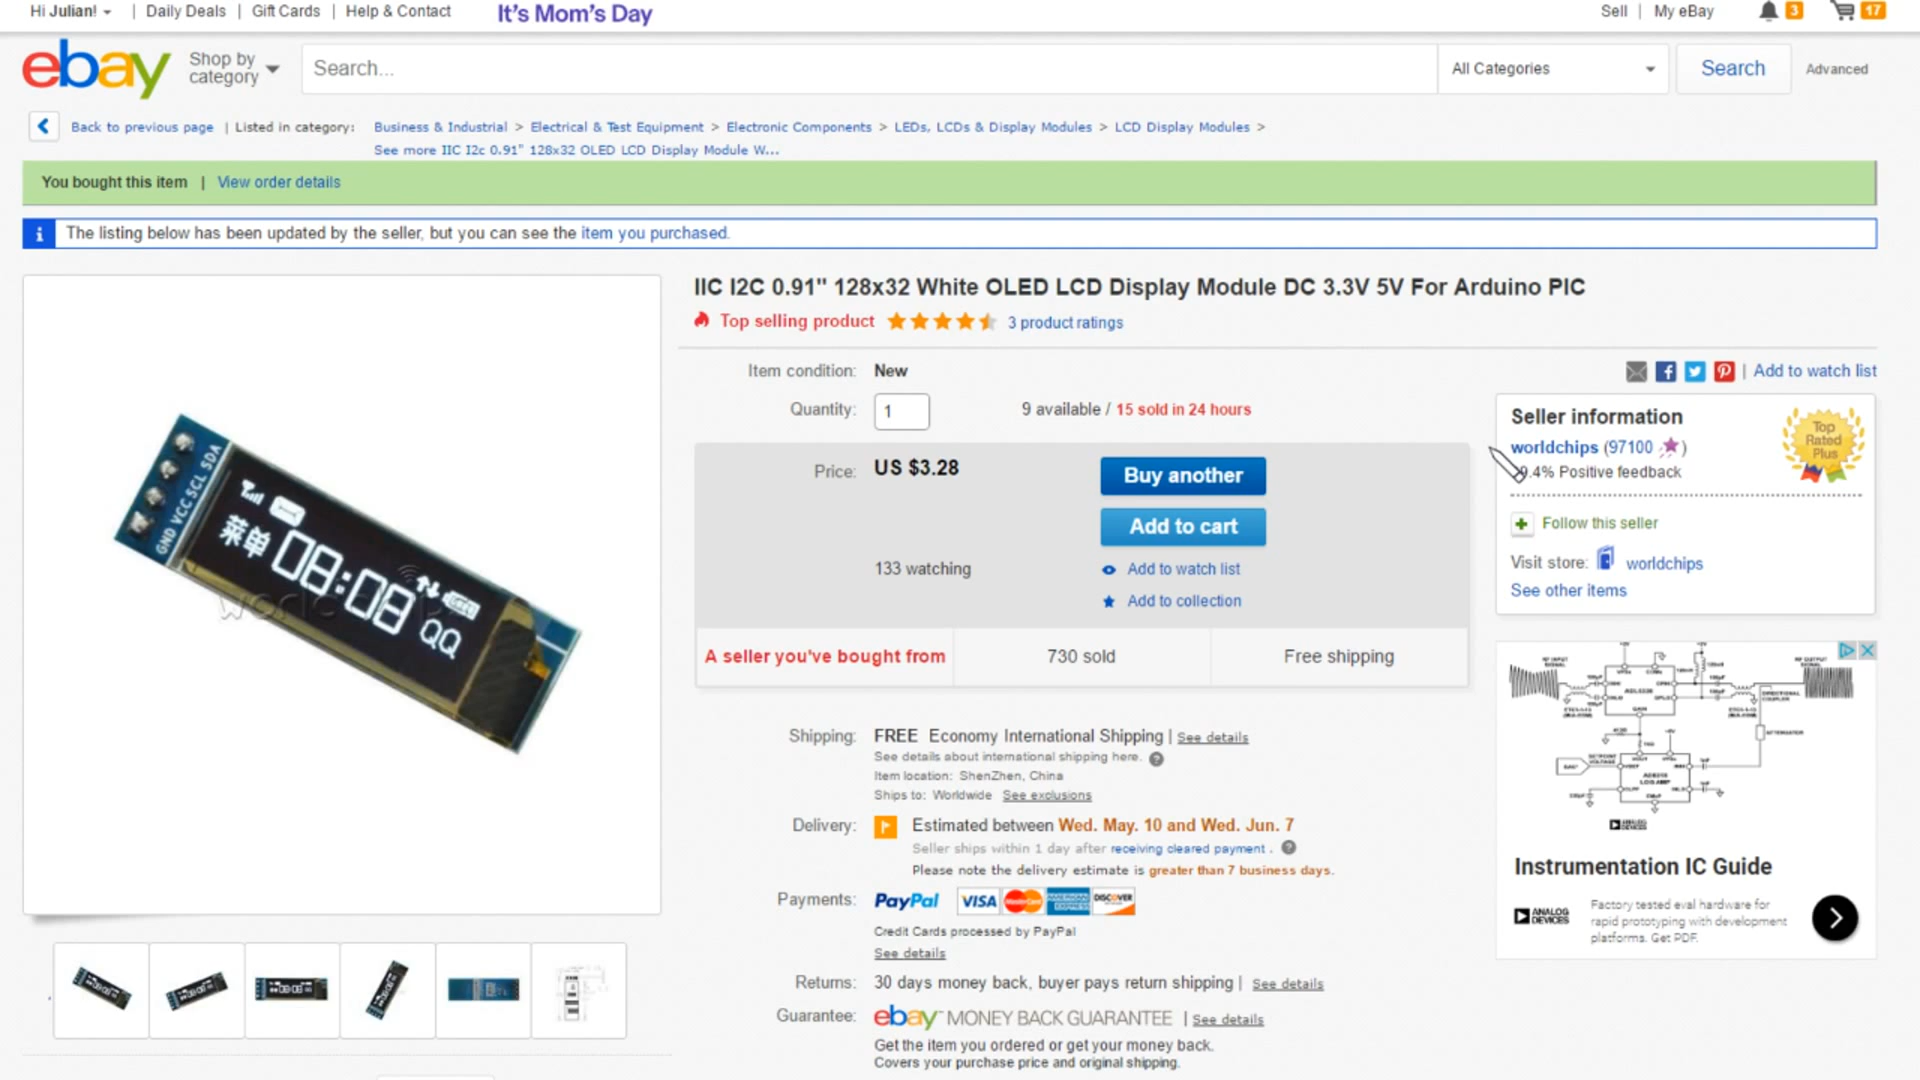 Hi Julian! | Daily Deals | Gift Cards | Help & Contact It's Mom's Day Sell | My eBay 3 17
ebay Shop by category Search... All Categories Search Advanced
Back to previous page | Listed in category: Business & Industrial > Electrical & Test Equipment > Electronic Components > LEDs, LCDs & Display Modules > LCD Display Modules >
See more IIC I2c 0.91" 128x32 OLED LCD Display Module W...
You bought this item | View order details
i The listing below has been updated by the seller, but you can see the item you purchased.
IIC I2C 0.91" 128x32 White OLED LCD Display Module DC 3.3V 5V For Arduino PIC
Top selling product 3 product ratings
Item condition: New
Quantity: 1 9 available / 15 sold in 24 hours
Price: US $3.28 Buy another
Add to cart
133 watching Add to watch list
Add to collection
A seller you've bought from 730 sold Free shipping
Shipping: FREE Economy International Shipping | See details
See details about international shipping here. ?
Item location: ShenZhen, China
Ships to: Worldwide See exclusions
Delivery: Estimated between Wed. May. 10 and Wed. Jun. 7
Seller ships within 1 day after receiving cleared payment . ?
Please note the delivery estimate is greater than 7 business days.
Payments: PayPal VISA MasterCard AMERICAN EXPRESS DISCOVER
Credit Cards processed by PayPal
See details
Returns: 30 days money back, buyer pays return shipping | See details
Guarantee: ebay MONEY BACK GUARANTEE | See details
Get the item you ordered or get your money back.
Covers your purchase price and original shipping.
| Add to watch list
Seller information
worldchips (97100 )
9.4% Positive feedback
Top Rated Plus
Follow this seller
Visit store: worldchips
See other items
Instrumentation IC Guide
ANALOG DEVICES
Factory tested eval hardware for
rapid prototyping with development
platforms. Get PDF.
GND VCC SCL SDA
菜单 08:08 QQ